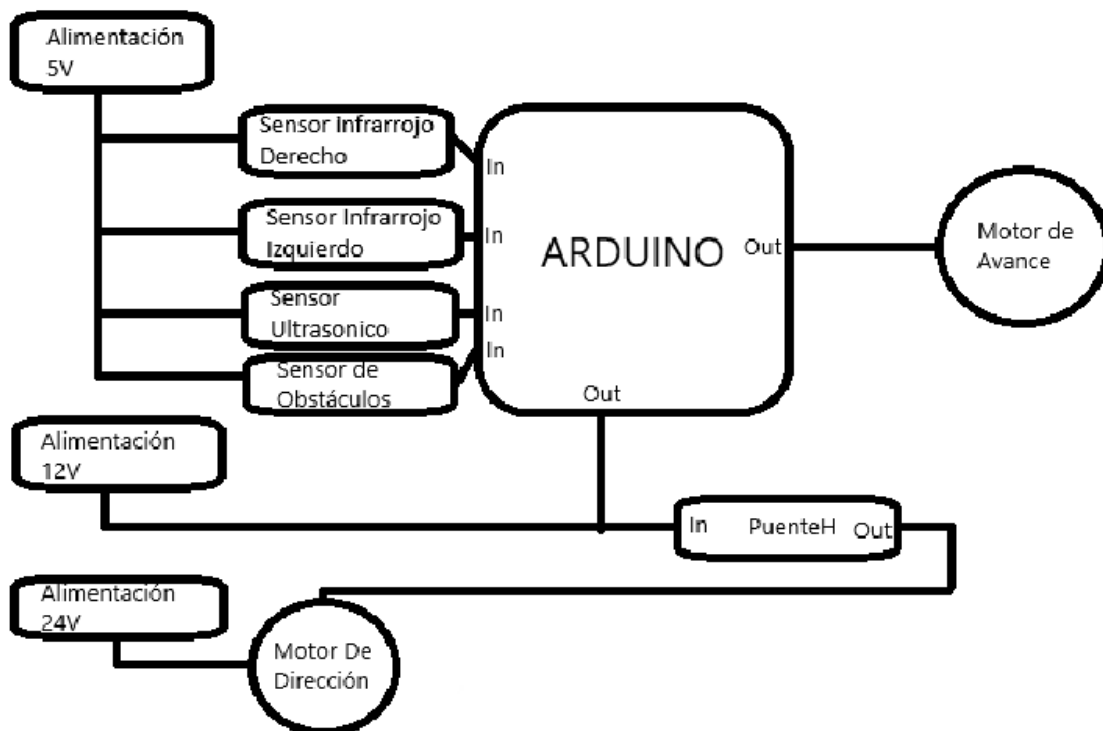 Alimentación
5V
Sensor Infrarrojo
Derecho
In
Sensor Infrarrojo
Izquierdo
In
Sensor
Ultrasonico
In
Sensor de
Obstáculos
In
ARDUINO
Out
Motor de
Avance
Out
Alimentación
12V
In
PuenteH
Out
Alimentación
24V
Motor De
Dirección